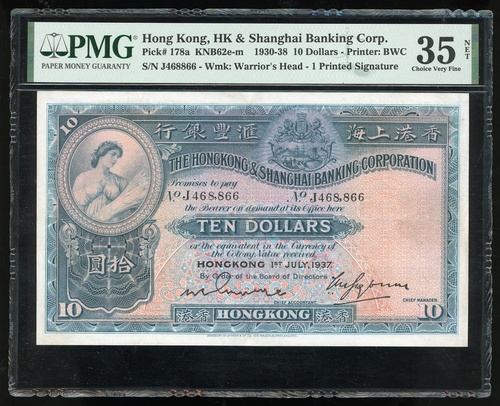 PMG
PAPER MONEY GUARANTY
Hong Kong, HK & Shanghai Banking Corp.
Pick# 178a KNB62e-m 1930-38 10 Dollars - Printer: BWC
S/N J468866 - Wmk: Warrior's Head - 1 Printed Signature
35 NET
Choice Very Fine
10
行銀豐滙 海上港香
THE HONGKONG & SHANGHAI BANKING CORPORATION
Promises to pay
No J468,866 No J468,866
the Bearer on demand at its Office here
TEN DOLLARS
or the equivalent in the Currency of
the Colony, Value received.
HONGKONG 1ST JULY, 1937.
By Order of the Board of Directors
圓拾
CHIEF ACCOUNTANT.
CHIEF MANAGER.
10 港香 HONGKONG 港香 10